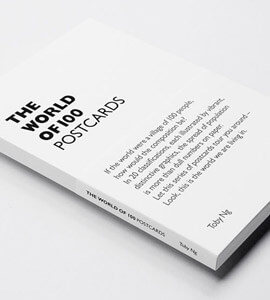 THE
WORLD
OF 100
POSTCARDS
If the world were a village of 100 people,
how would the composition be?
In 20 classifications, each illustrated by vibrant,
distinctive graphics, the spread of population
is more than dull numbers on paper.
Let this series of postcards tour you around –
Look, this is the world we are living in.
Toby Ng
THE WORLD OF 100 POSTCARDS
Toby Ng